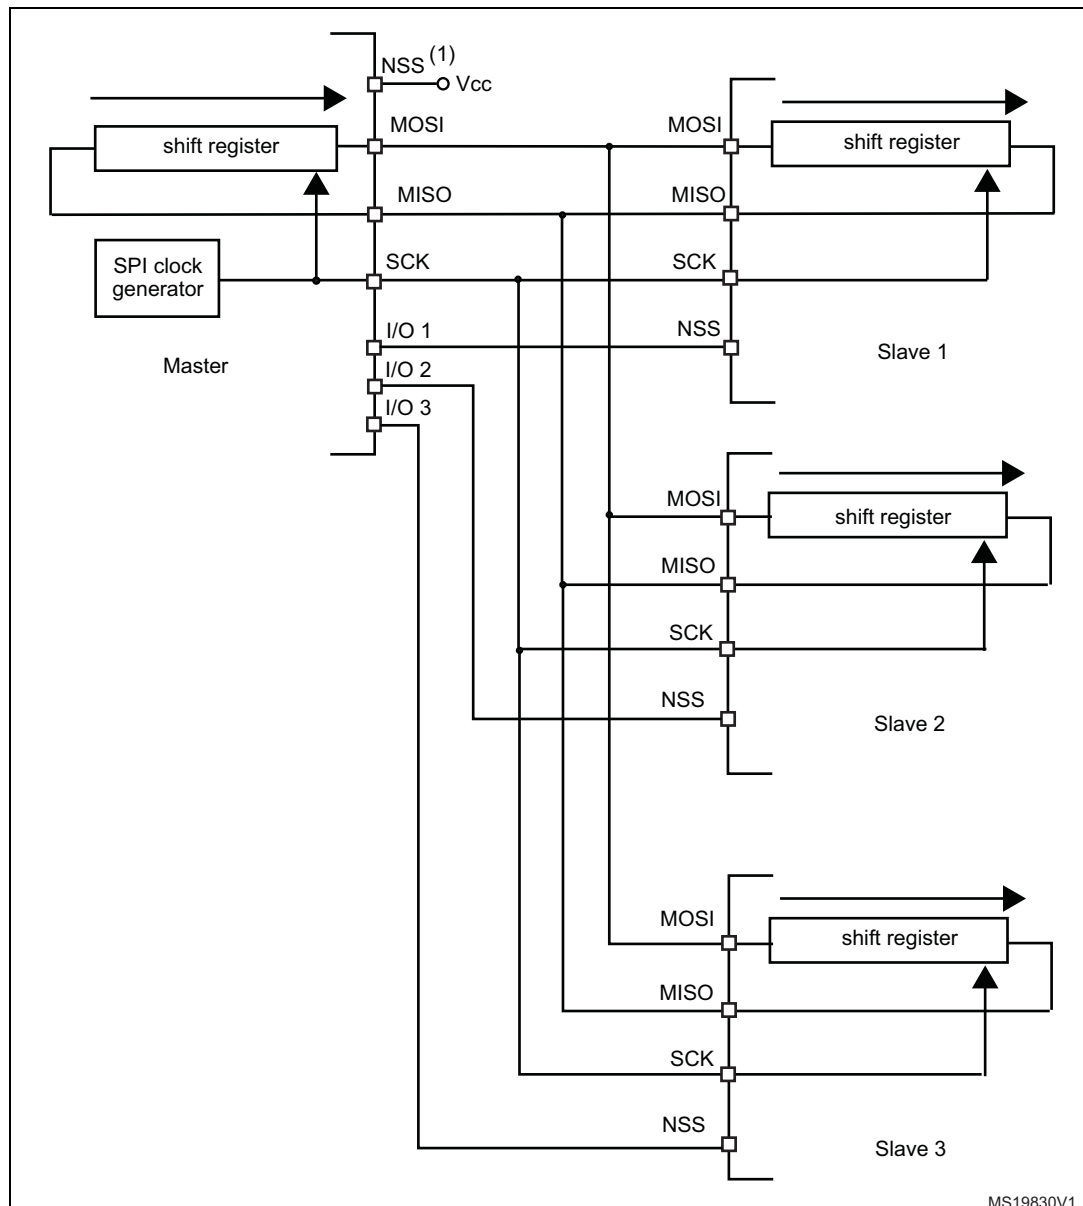 NSS (1)
Vcc
MOSI
shift register
MISO
SCK
SPI clock
generator
I/O 1
I/O 2
I/O 3
Master
MOSI
shift register
MISO
SCK
NSS
Slave 1
MOSI
shift register
MISO
SCK
NSS
Slave 2
MOSI
shift register
MISO
SCK
NSS
Slave 3
MS19830V1